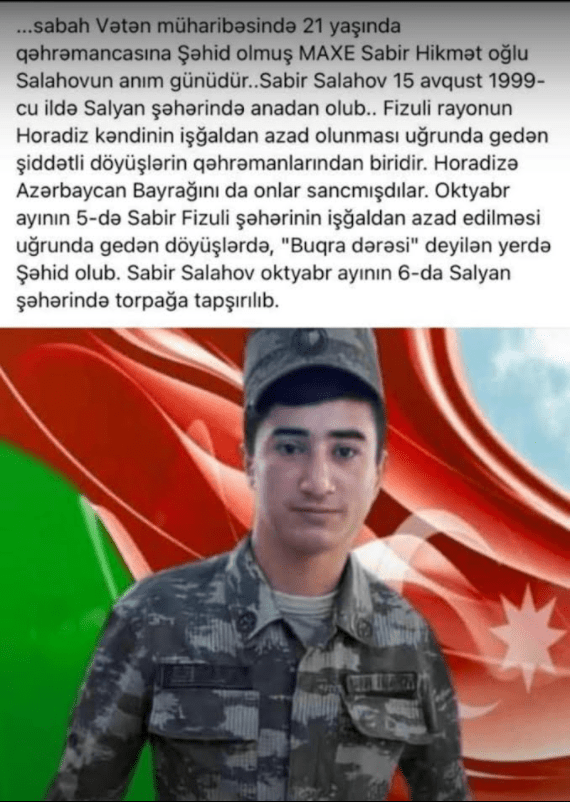 ...sabah Vətən müharibəsində 21 yaşında
qəhrəmancasına Şəhid olmuş MAXE Sabir Hikmət oğlu
Salahovun anım günüdür..Sabir Salahov 15 avqust 1999-
cu ildə Salyan şəhərində anadan olub.. Fizuli rayonun
Horadiz kəndinin işğaldan azad olunması uğrunda gedən
şiddətli döyüşlərin qəhrəmanlarından biridir. Horadizə
Azərbaycan Bayrağını da onlar sancmışdılar. Oktyabr
ayının 5-də Sabir Fizuli şəhərinin işğaldan azad edilməsi
uğrunda gedən döyüşlərdə, "Buqra dərəsi" deyilən yerdə
Şəhid olub. Sabir Salahov oktyabr ayının 6-da Salyan
şəhərində torpağa tapşırılıb.